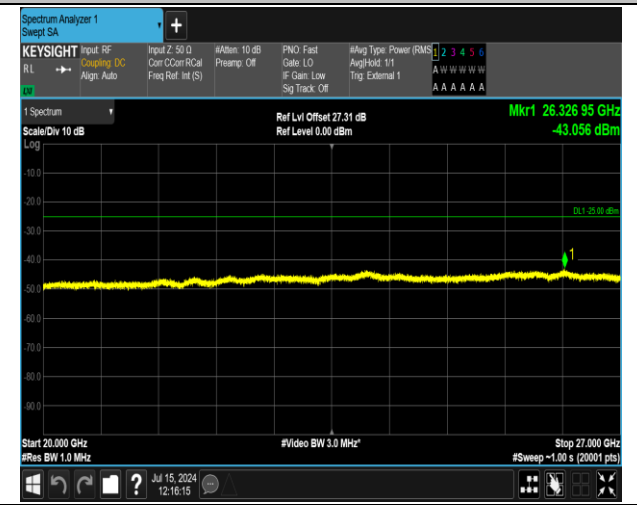 Spectrum Analyzer 1
Swept SA
+
KEYSIGHT Input: RF Input Z: 50 Ω #Atten: 10 dB PNO: Fast #Avg Type: Power (RMS 1 2 3 4 5 6
RL Coupling: DC Corr CCorr RCal Preamp: Off Gate: LO Avg|Hold: 1/1 A W W W W W
Align: Auto Freq Ref: Int (S) IF Gain: Low Trig: External 1
Sig Track: Off A A A A A A
1 Spectrum
Scale/Div 10 dB
Ref Lvl Offset 27.31 dB
Ref Level 0.00 dBm
Mkr1 26.326 95 GHz
-43.056 dBm
Log
-10.0
-20.0
DL1 -25.00 dBm
-30.0
-40.0
1
-50.0
-60.0
-70.0
-80.0
-90.0
Start 20.000 GHz #Video BW 3.0 MHz* Stop 27.000 GHz
#Res BW 1.0 MHz #Sweep ~1.00 s (20001 pts)
? Jul 15, 2024
12:16:15